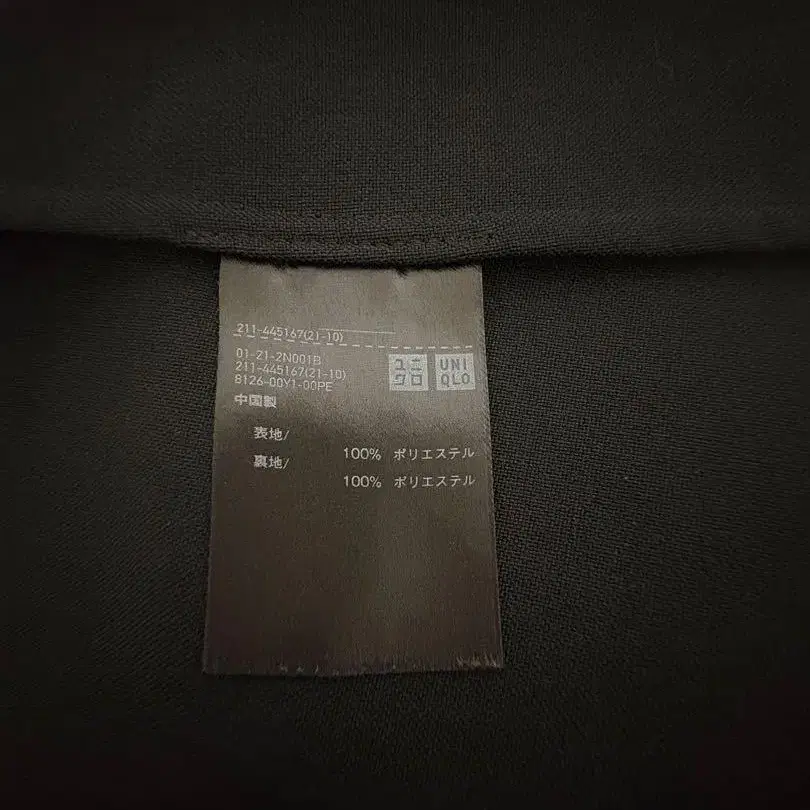 211-445167(21-10)
01-21-2N001B
211-445167(21-10)
8126-00Y1-00PE
ユニ
クロ
UNI
QLO
中国製
表地/
100% ポリエステル
裏地/
100% ポリエステル